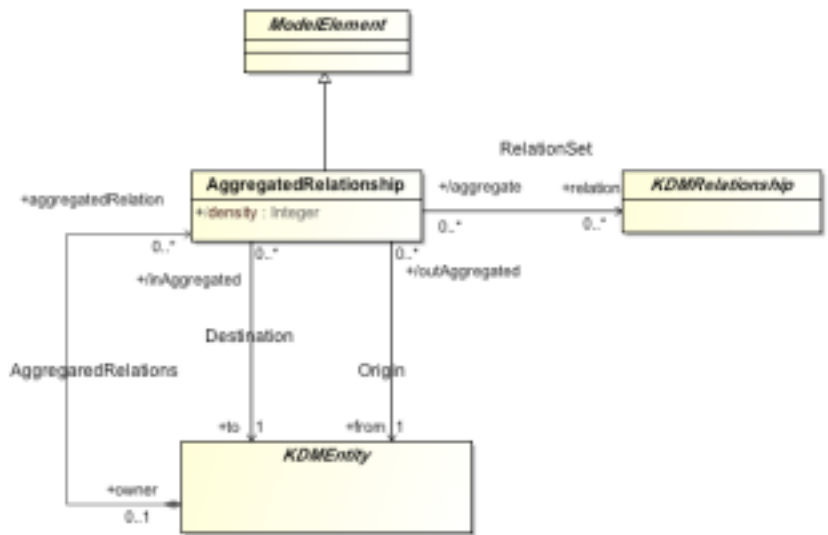 ModelElement
RelationSet
AggregatedRelationship
+/aggregate
+relation
KDMRelationship
+aggregatedRelation
+/density : Integer
0..*
0..*
0..*
0..*
0..*
+/inAggregated
+/outAggregated
Destination
AggregaredRelations
Origin
+to
1
+from
1
KDMEntity
+owner
0..1